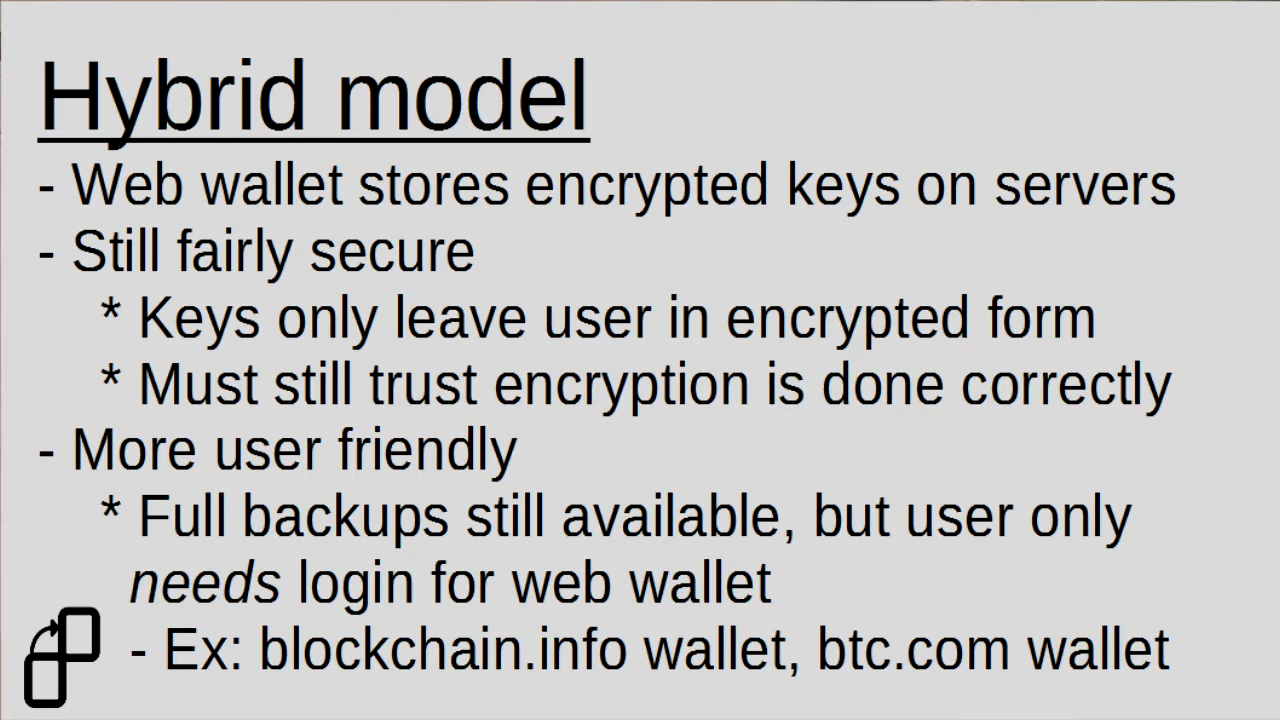 Hybrid model
- Web wallet stores encrypted keys on servers
- Still fairly secure
* Keys only leave user in encrypted form
* Must still trust encryption is done correctly
- More user friendly
* Full backups still available, but user only
needs login for web wallet
- Ex: blockchain.info wallet, btc.com wallet